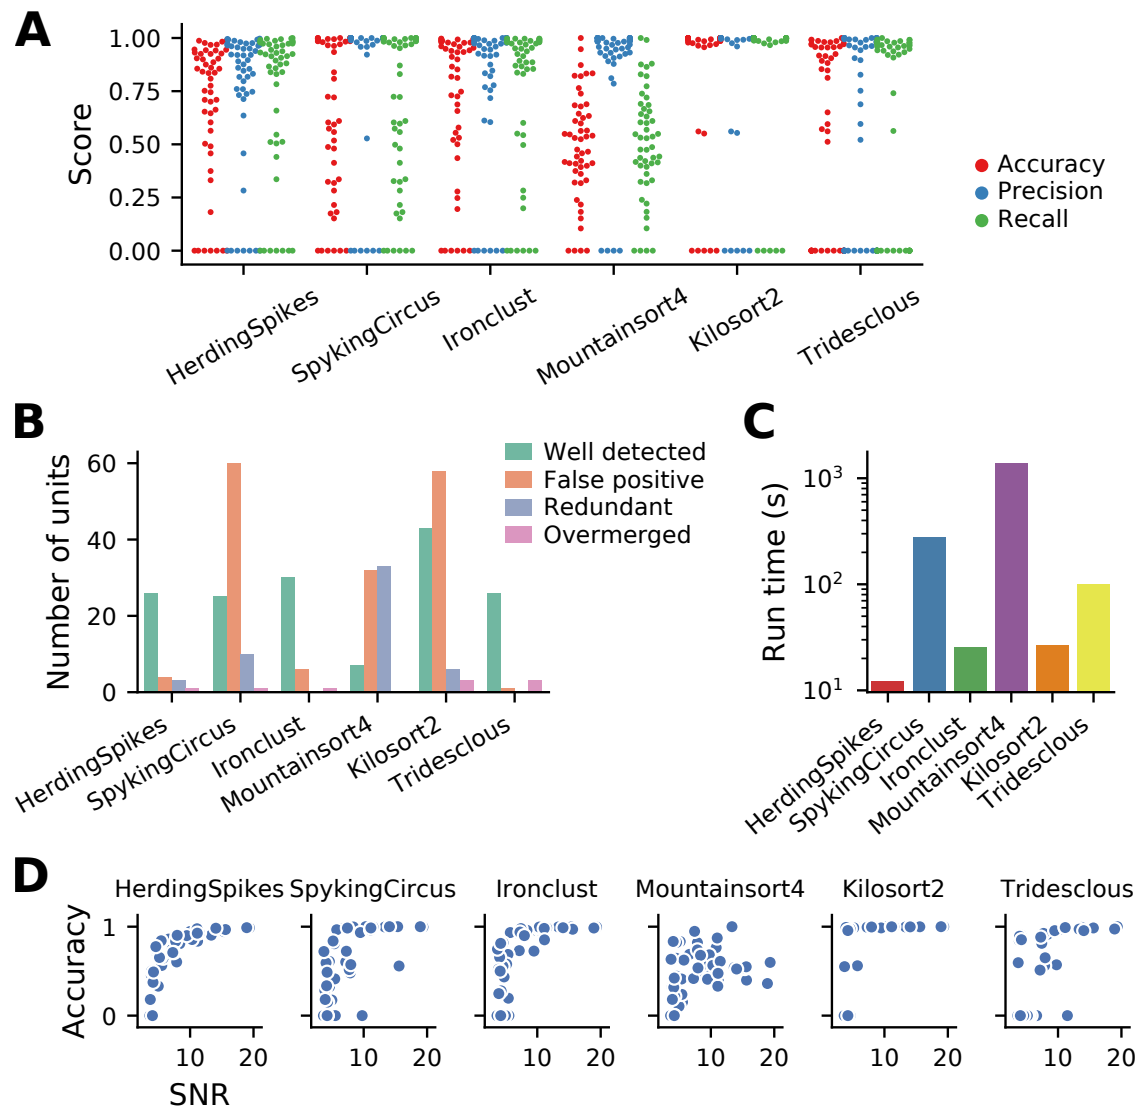 A
Score
1.00
0.75
0.50
0.25
0.00
HerdingSpikes
SpykingCircus
Ironclust
Mountainsort4
Kilosort2
Tridesclous
Accuracy
Precision
Recall
B
Number of units
60
40
20
0
Well detected
False positive
Redundant
Overmerged
HerdingSpikes
SpykingCircus
Ironclust
Mountainsort4
Kilosort2
Tridesclous
C
Run time (s)
10³
10²
10¹
HerdingSpikes
SpykingCircus
Ironclust
Mountainsort4
Kilosort2
Tridesclous
D
HerdingSpikes SpykingCircus Ironclust Mountainsort4 Kilosort2 Tridesclous
Accuracy
1
0
10 20 10 20 10 20 10 20 10 20 10 20
SNR